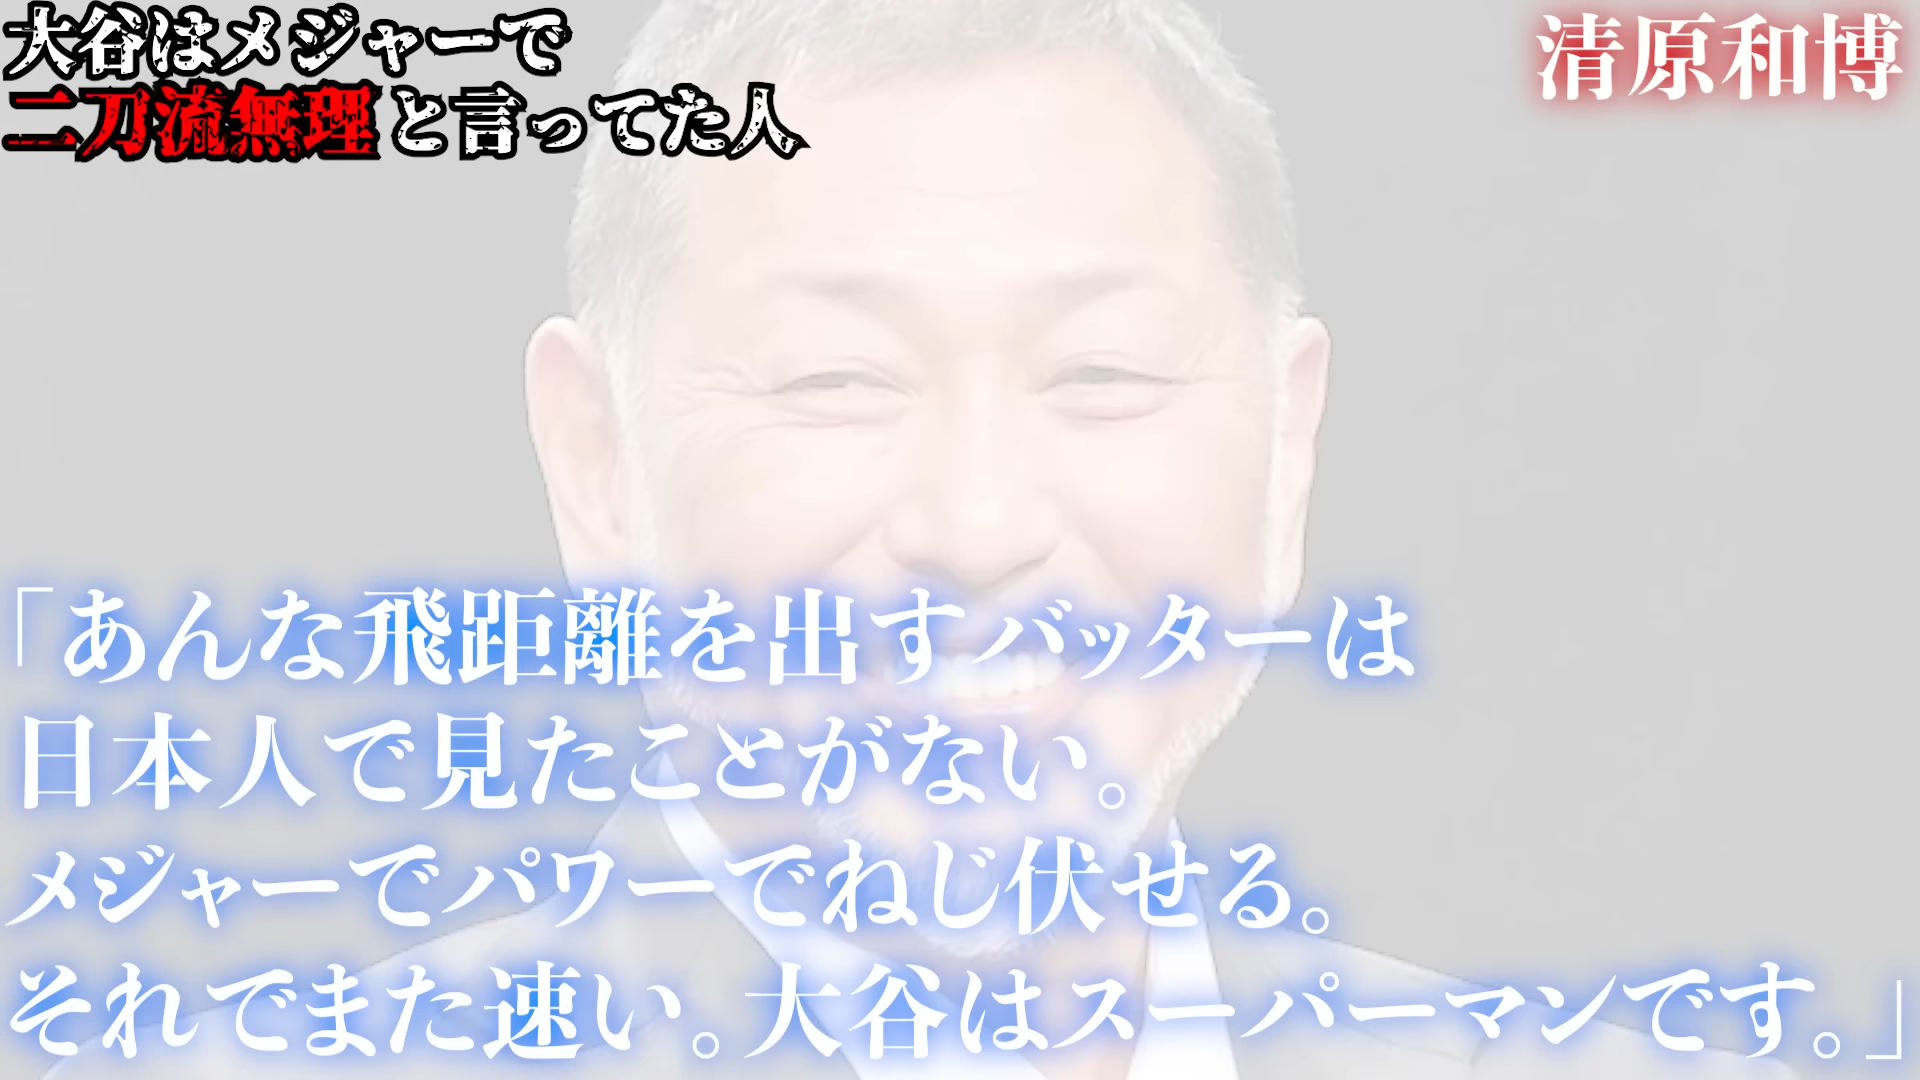 大谷はメジャーで
二刀流無理と言ってた人
清原和博
「あんな飛距離を出すバッターは
日本人で見たことがない。
メジャーでパワーでねじ伏せる。
それでまた速い。大谷はスーパーマンです。」